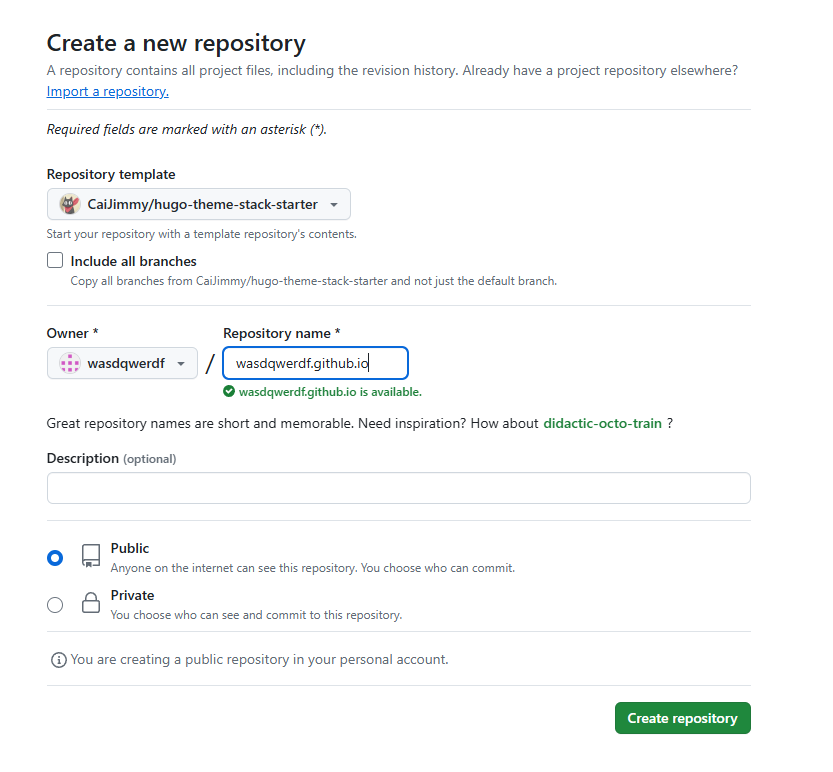 Create a new repository
A repository contains all project files, including the revision history. Already have a project repository elsewhere?
Import a repository.
Required fields are marked with an asterisk (*).
Repository template
CaiJimmy/hugo-theme-stack-starter
Start your repository with a template repository's contents.
Include all branches
Copy all branches from CaiJimmy/hugo-theme-stack-starter and not just the default branch.
Owner * Repository name *
wasdqwerdf / wasdqwerdf.github.io
wasdqwerdf.github.io is available.
Great repository names are short and memorable. Need inspiration? How about didactic-octo-train ?
Description (optional)
Public
Anyone on the internet can see this repository. You choose who can commit.
Private
You choose who can see and commit to this repository.
You are creating a public repository in your personal account.
Create repository